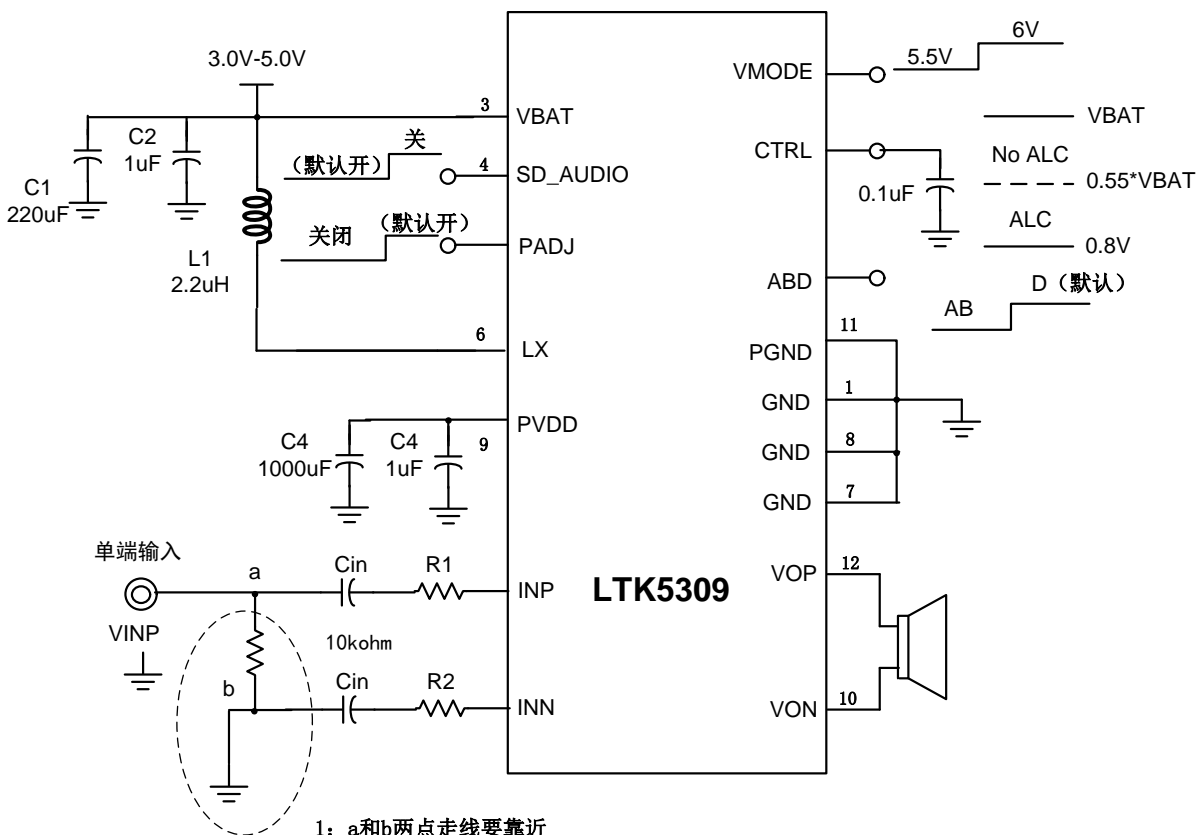 3.0V-5.0V
C1
220uF
C2
1uF
L1
2.2uH
3
VBAT
(默认开)
关
4
SD_AUDIO
关闭
(默认开)
PADJ
6
LX
PVDD
9
C4
1000uF
C4
1uF
单端输入
VINP
a
b
Cin
R1
INP
10kohm
Cin
R2
INN
LTK5309
VMODE
5.5V
6V
CTRL
0.1uF
VBAT
No ALC
0.55*VBAT
ALC
0.8V
ABD
AB
D(默认)
11
PGND
1
GND
8
GND
7
GND
VOP
12
VON
10
1：a和b两点走线要靠近